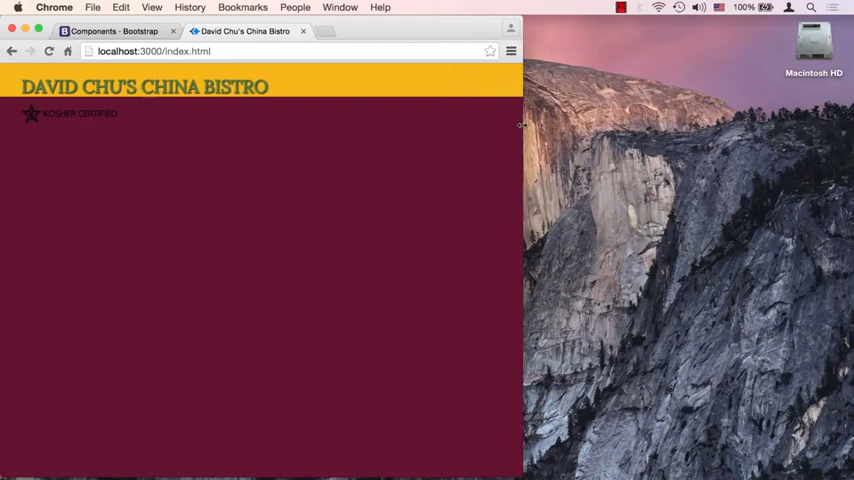 Chrome File Edit View History Bookmarks People Window Help 100%
Components · Bootstrap David Chu's China Bistro
localhost:3000/index.html
Macintosh HD
DAVID CHU'S CHINA BISTRO
KOSHER CERTIFIED